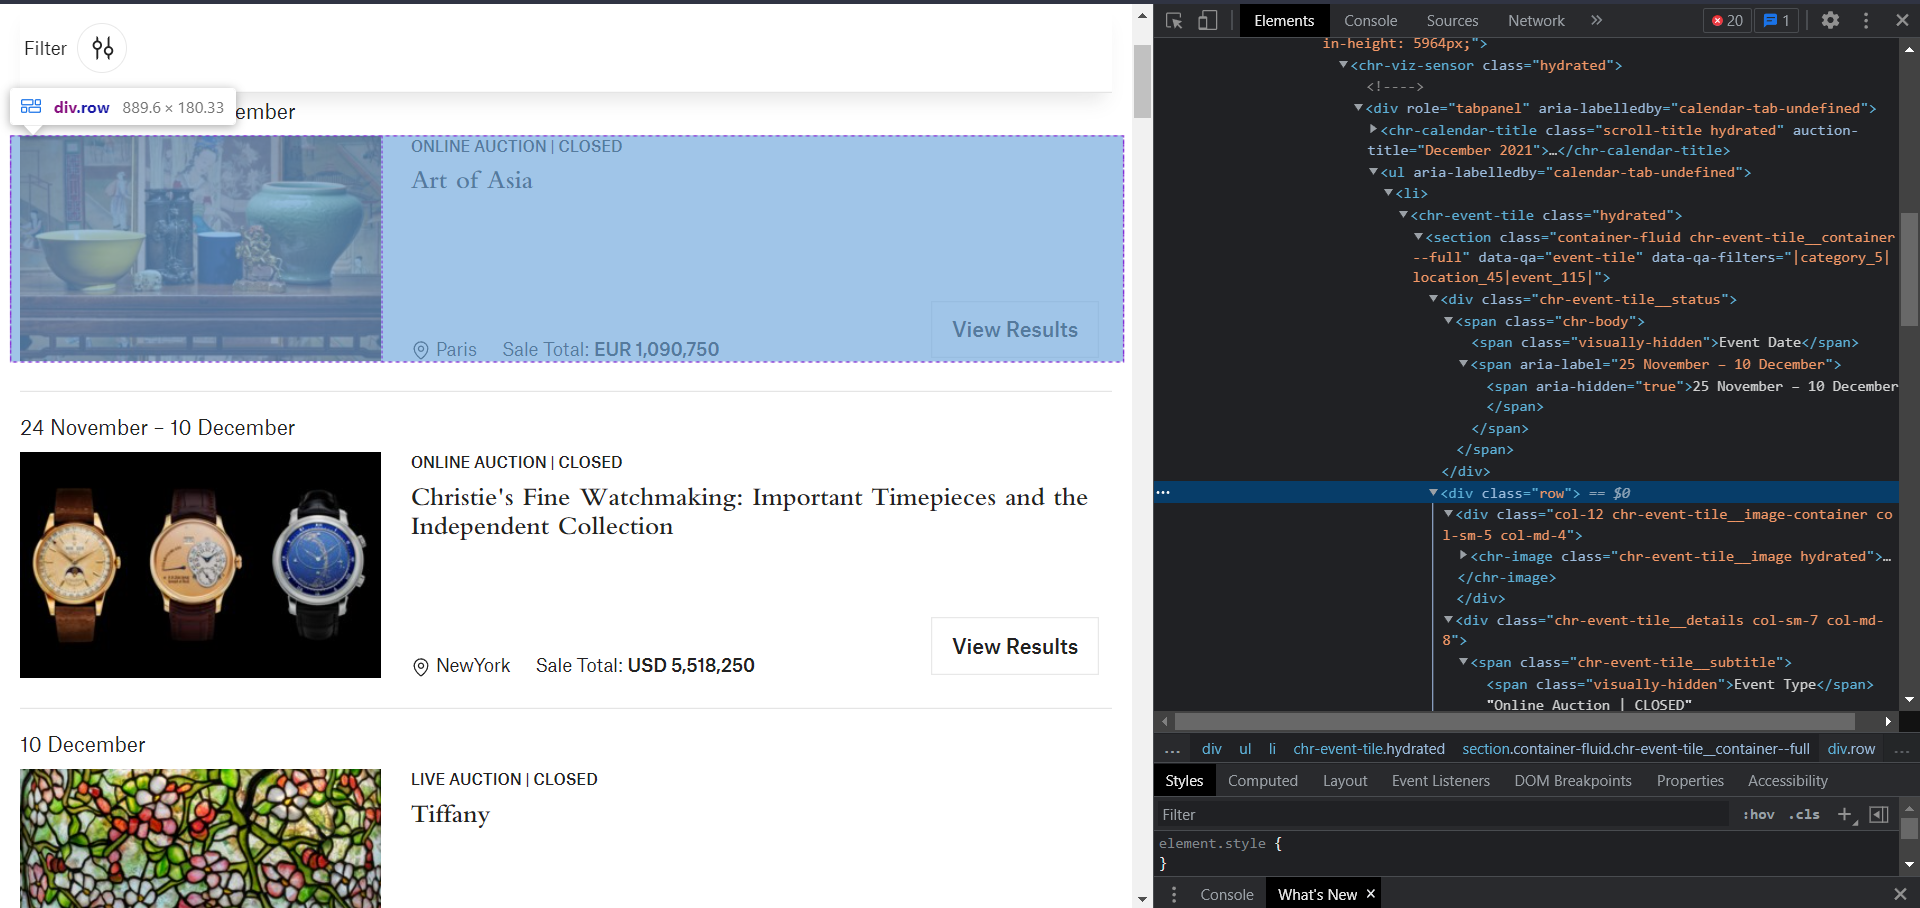 Filter
div.row 889.6 × 180.33
ember
ONLINE AUCTION | CLOSED
Art of Asia
View Results
Paris Sale Total: EUR 1,090,750
24 November – 10 December
ONLINE AUCTION | CLOSED
Christie's Fine Watchmaking: Important Timepieces and the
Independent Collection
View Results
NewYork Sale Total: USD 5,518,250
10 December
LIVE AUCTION | CLOSED
Tiffany
Elements Console Sources Network » 20 1
in-height: 5964px;">
<chr-viz-sensor class="hydrated">
<!---->
<div role="tabpanel" aria-labelledby="calendar-tab-undefined">
<chr-calendar-title class="scroll-title hydrated" auction-
title="December 2021">…</chr-calendar-title>
<ul aria-labelledby="calendar-tab-undefined">
<li>
<chr-event-tile class="hydrated">
<section class="container-fluid chr-event-tile__container
--full" data-qa="event-tile" data-qa-filters="|category_5|
location_45|event_115|">
<div class="chr-event-tile__status">
<span class="chr-body">
<span class="visually-hidden">Event Date</span>
<span aria-label="25 November – 10 December">
<span aria-hidden="true">25 November – 10 December
</span>
</span>
</span>
</div>
… <div class="row"> == $0
<div class="col-12 chr-event-tile__image-container co
l-sm-5 col-md-4">
<chr-image class="chr-event-tile__image hydrated">…
</chr-image>
</div>
<div class="chr-event-tile__details col-sm-7 col-md-
8">
<span class="chr-event-tile__subtitle">
<span class="visually-hidden">Event Type</span>
"Online Auction | CLOSED"
… div ul li chr-event-tile.hydrated section.container-fluid.chr-event-tile__container--full div.row …
Styles Computed Layout Event Listeners DOM Breakpoints Properties Accessibility
Filter :hov .cls +
element.style {
}
Console What's New ×